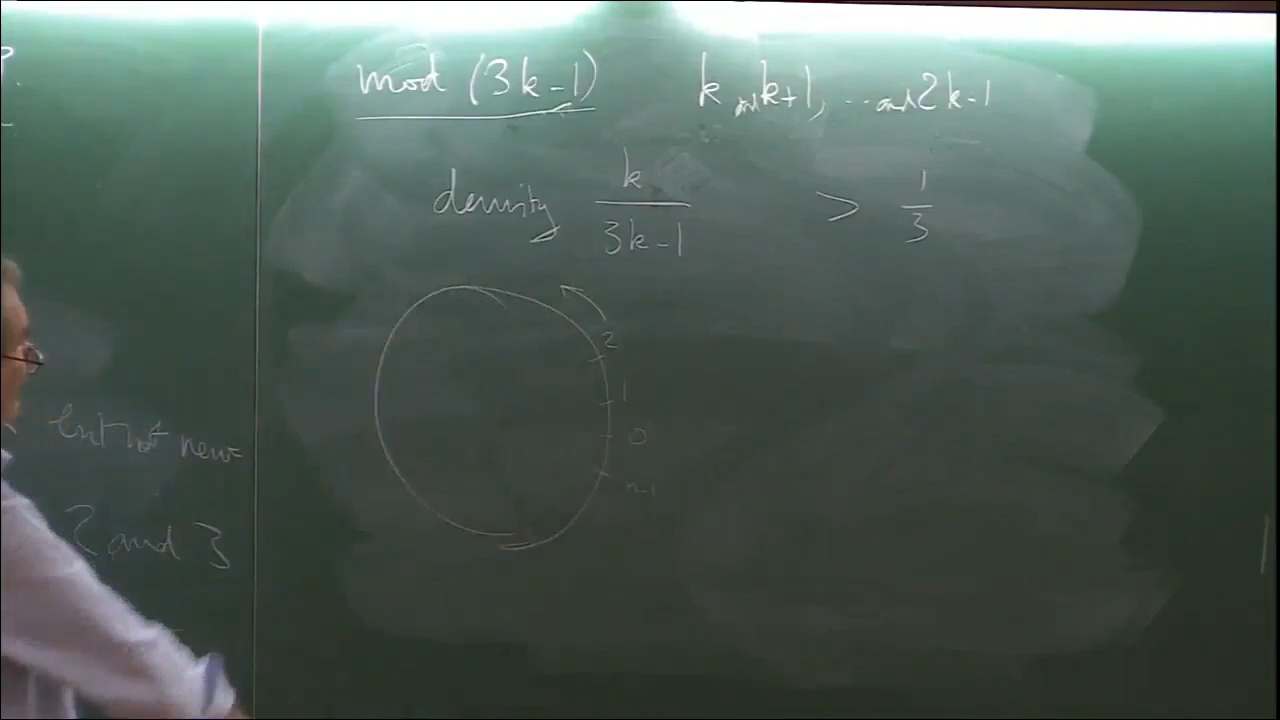 ?
but not new
2 and 3
mod (3k-1) k and k+1, ... and 2k-1
density k/(3k-1) > 1/3
2
1
0
n-1